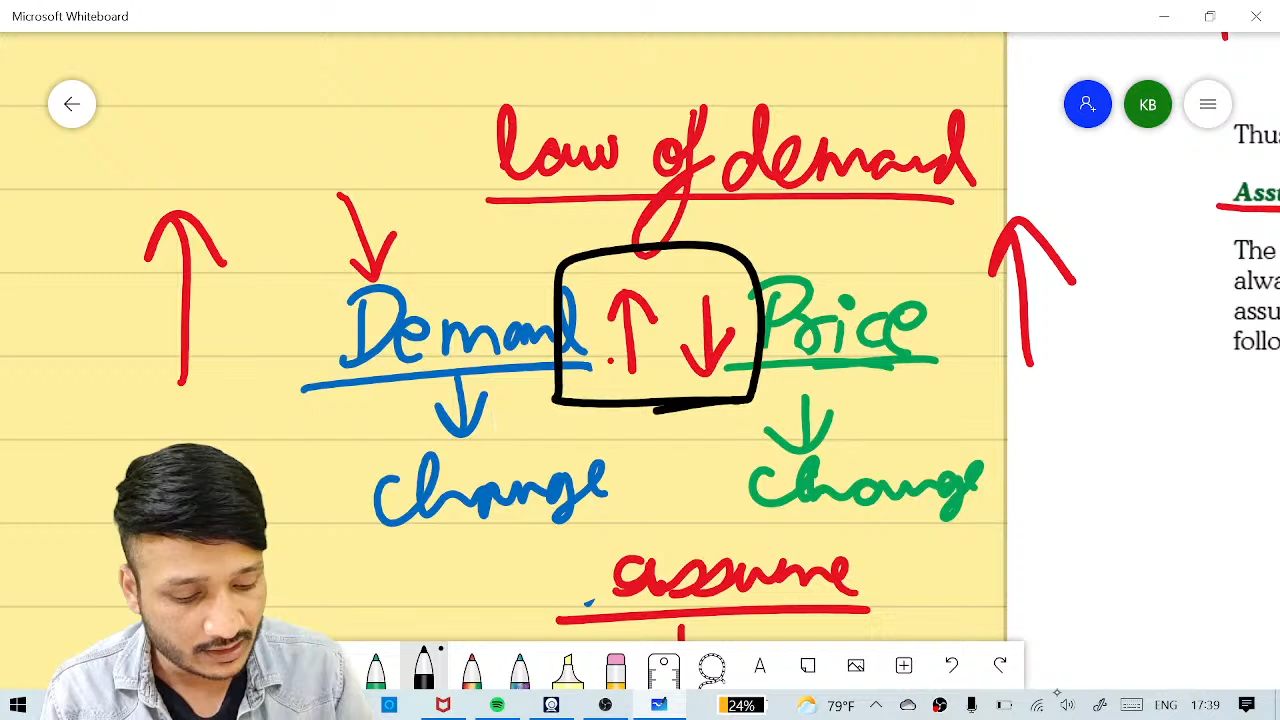 Microsoft Whiteboard
KB
law of demand
Thus
Assu
The
alwa
assu
follo
Demand Price
change change
assume
A
24%
79°F
ENG
17:39